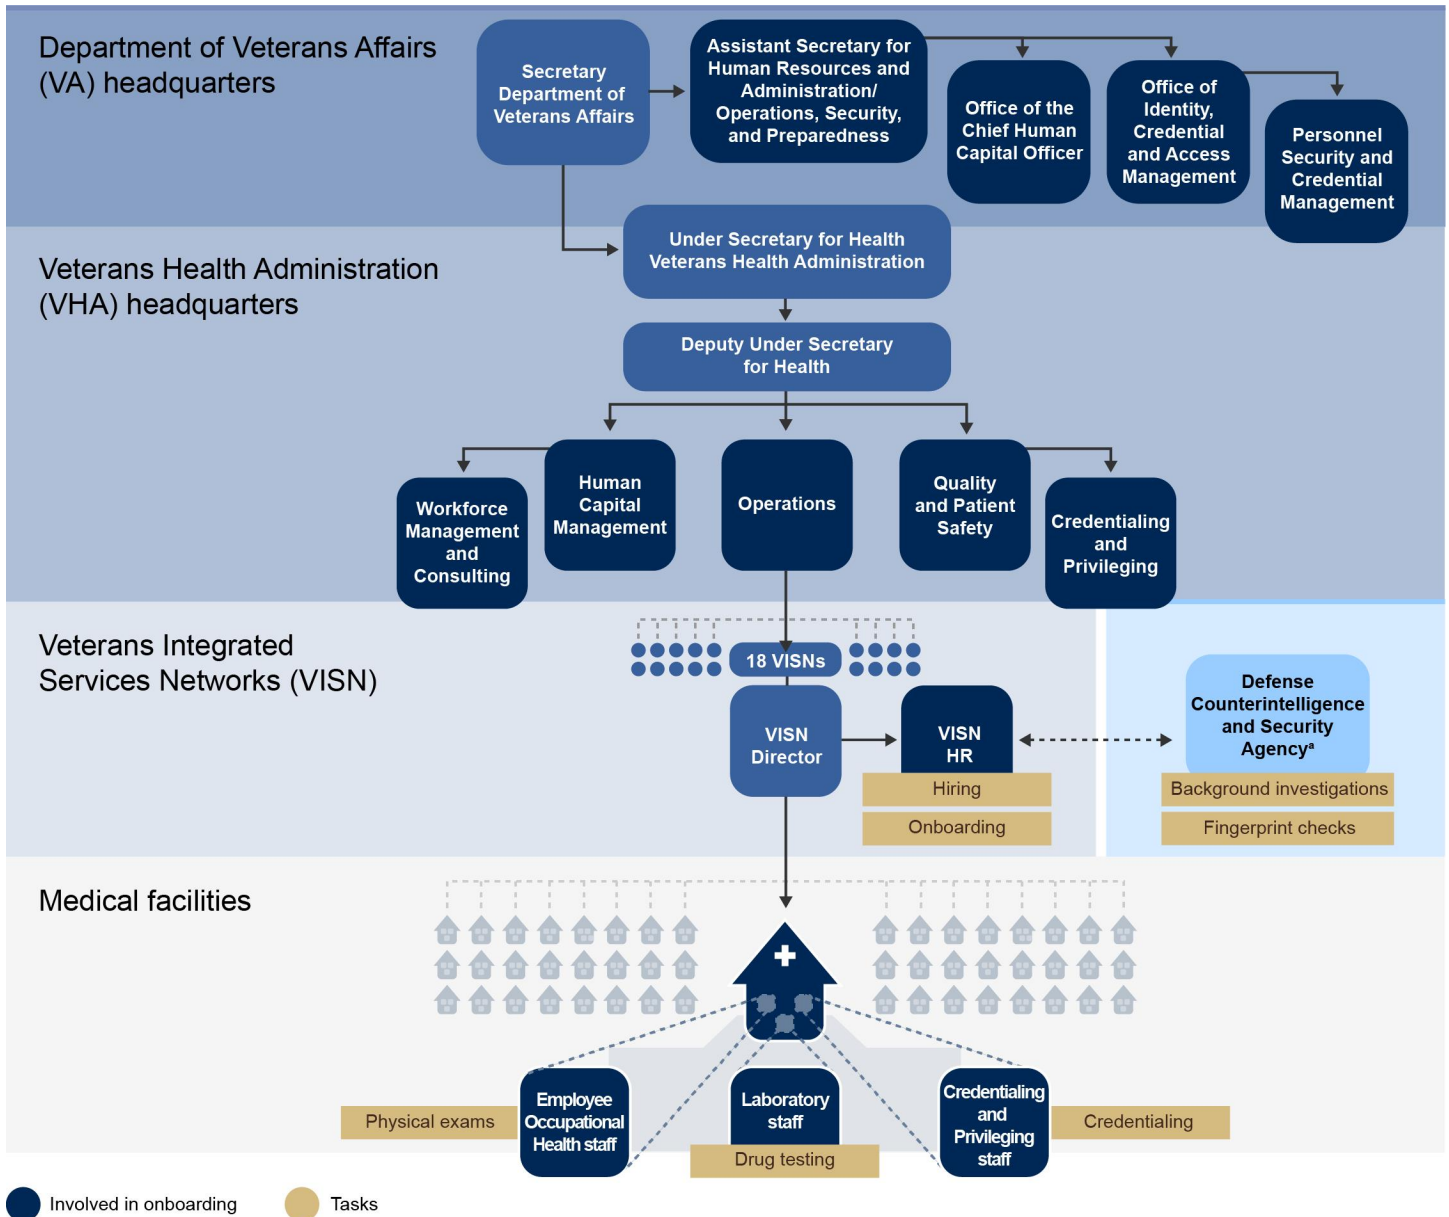 Department of Veterans Affairs
(VA) headquarters
Secretary
Department of
Veterans Affairs
Assistant Secretary for
Human Resources and
Administration/
Operations, Security,
and Preparedness
Office of the
Chief Human
Capital Officer
Office of
Identity,
Credential
and Access
Management
Personnel
Security and
Credential
Management
Veterans Health Administration
(VHA) headquarters
Under Secretary for Health
Veterans Health Administration
Deputy Under Secretary
for Health
Workforce
Management
and
Consulting
Human
Capital
Management
Operations
Quality
and Patient
Safety
Credentialing
and
Privileging
Veterans Integrated
Services Networks (VISN)
18 VISNs
VISN
Director
VISN
HR
Hiring
Onboarding
Defense
Counterintelligence
and Security
Agencyᵃ
Background investigations
Fingerprint checks
Medical facilities
Physical exams
Employee
Occupational
Health staff
Laboratory
staff
Drug testing
Credentialing
and
Privileging
staff
Credentialing
Involved in onboarding
Tasks